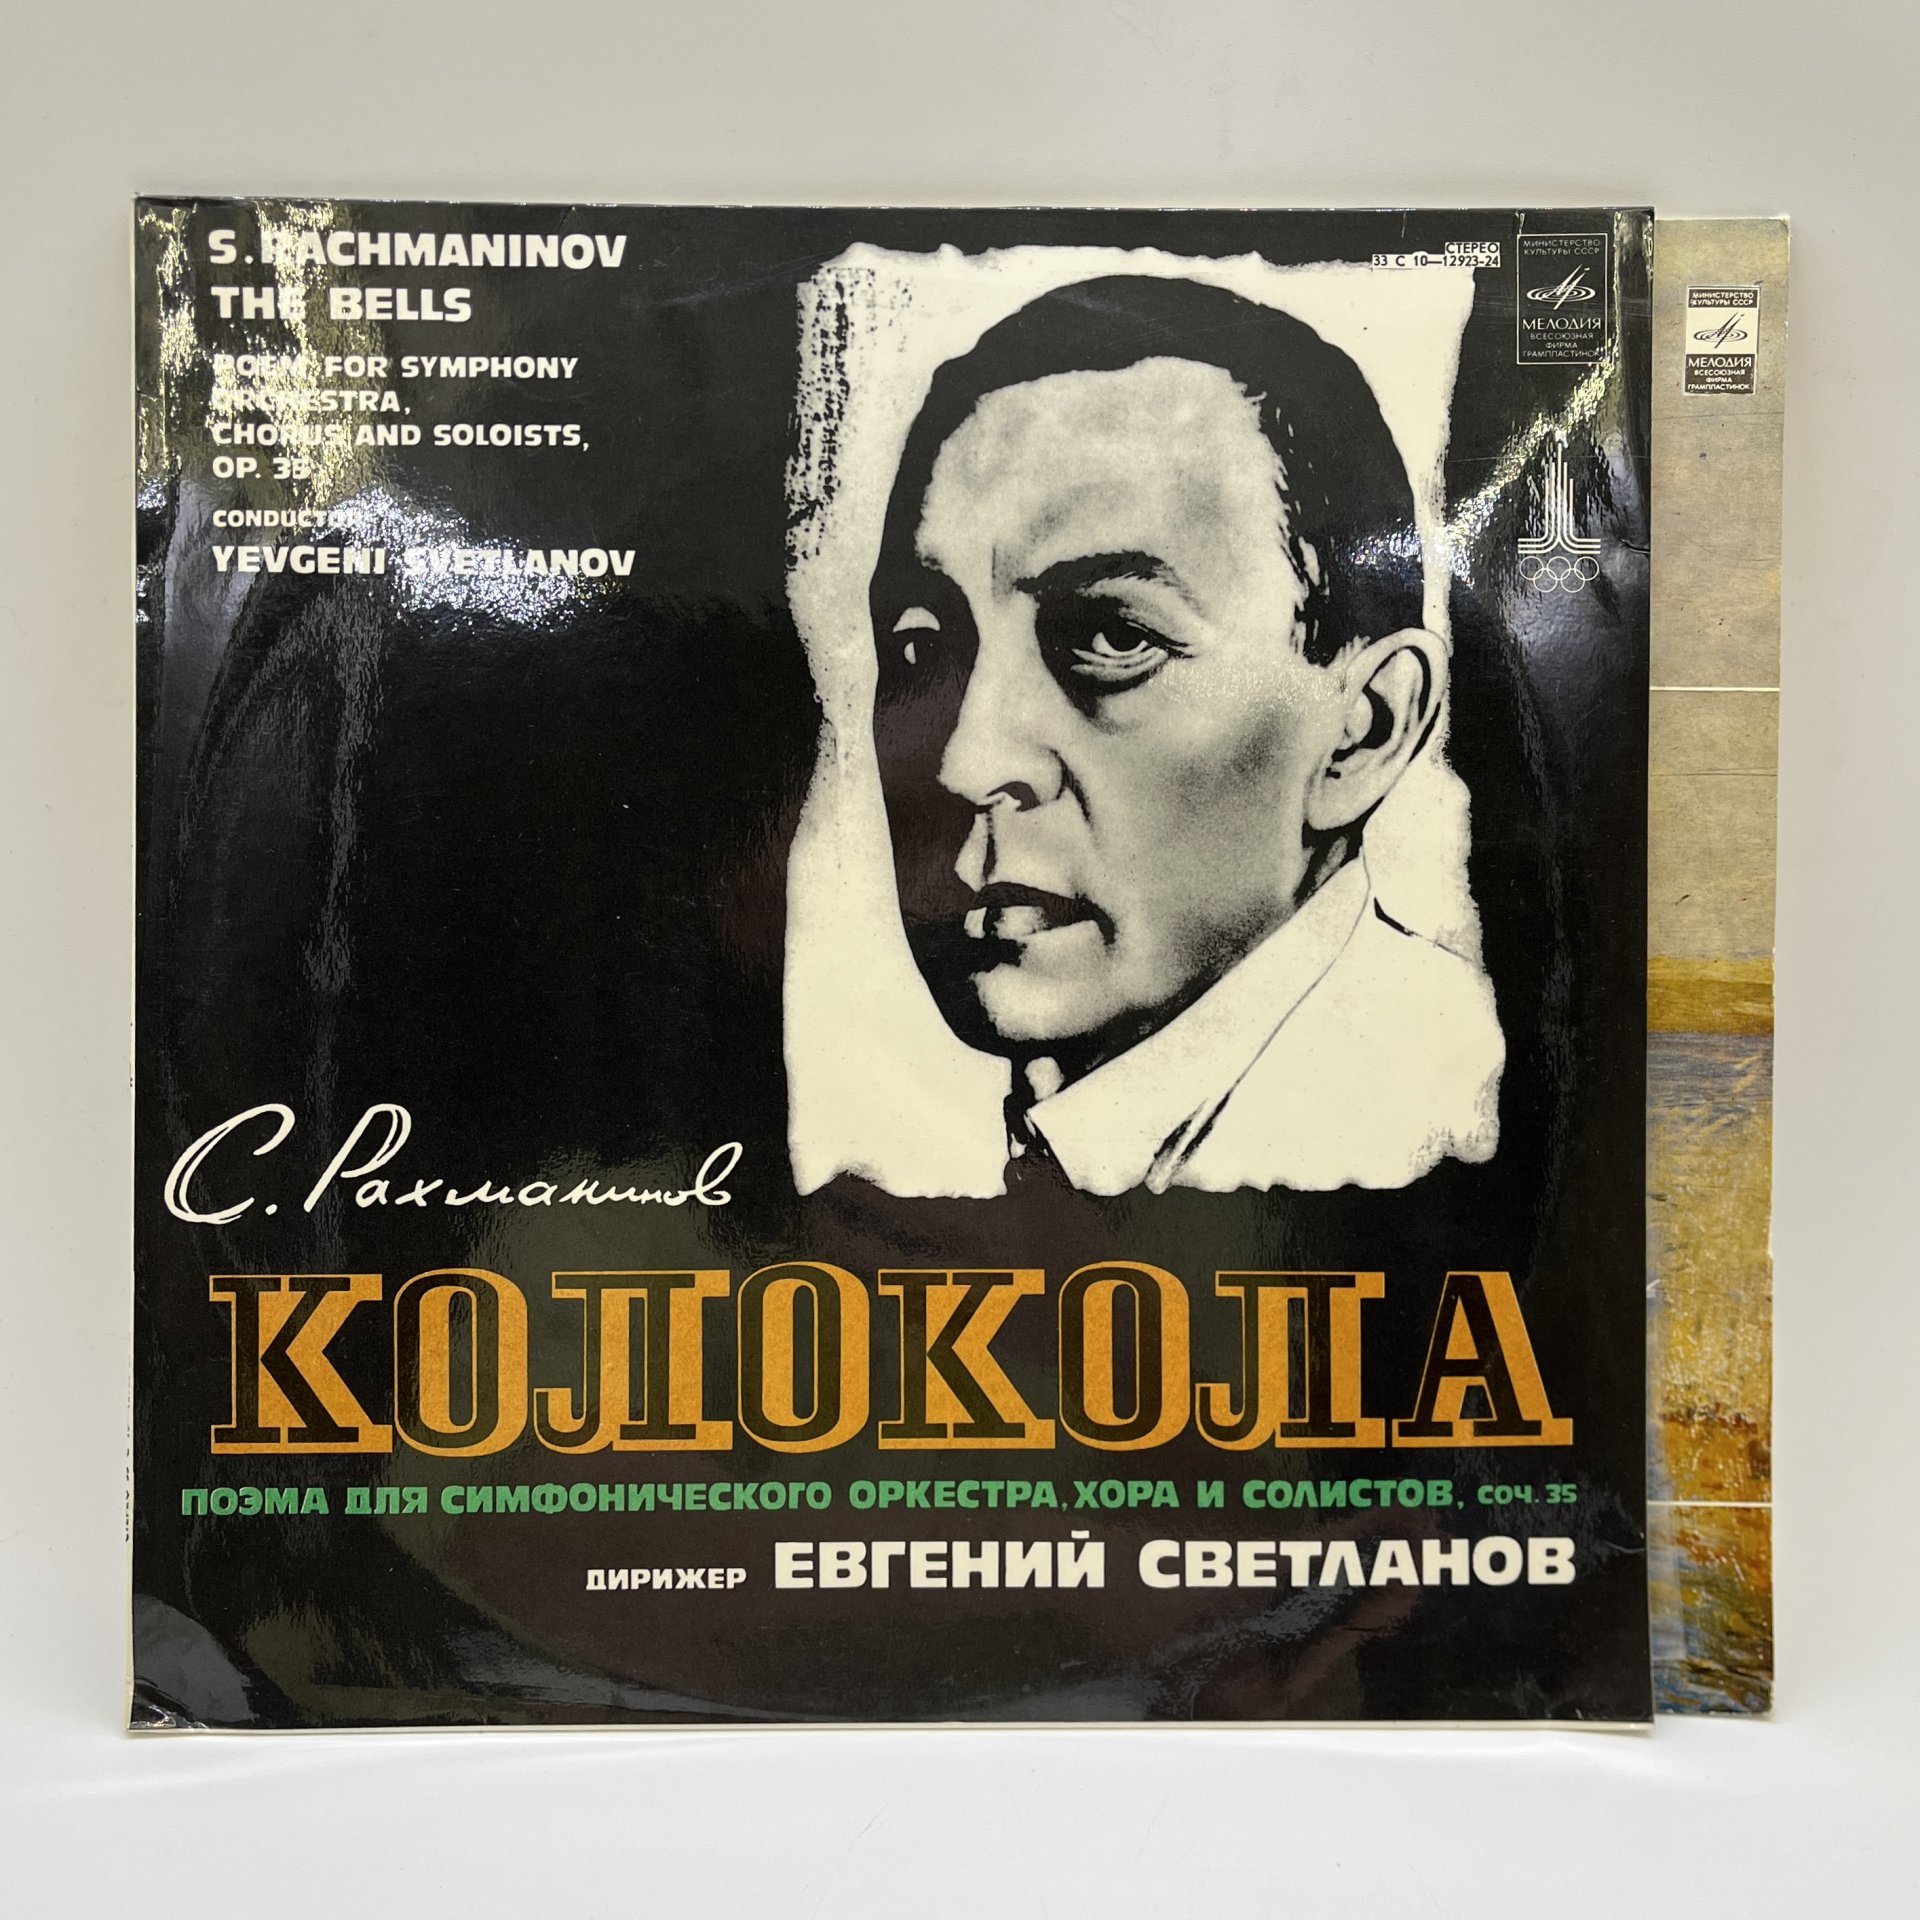 S. RACHMANINOV
THE BELLS
POEM FOR SYMPHONY
ORCHESTRA,
CHORUS AND SOLOISTS,
OP. 35
CONDUCTOR
YEVGENI SVETLANOV
СТЕРЕО
33 С 10—12923-24
МИНИСТЕРСТВО
КУЛЬТУРЫ СССР
МЕЛОДИЯ
ВСЕСОЮЗНАЯ
ФИРМА
ГРАМПЛАСТИНОК
МИНИСТЕРСТВО
КУЛЬТУРЫ СССР
МЕЛОДИЯ
ВСЕСОЮЗНАЯ
ФИРМА
ГРАМПЛАСТИНОК
С. Рахманинов
КОЛОКОЛА
ПОЭМА ДЛЯ СИМФОНИЧЕСКОГО ОРКЕСТРА, ХОРА И СОЛИСТОВ, СОЧ. 35
ДИРИЖЕР ЕВГЕНИЙ СВЕТЛАНОВ